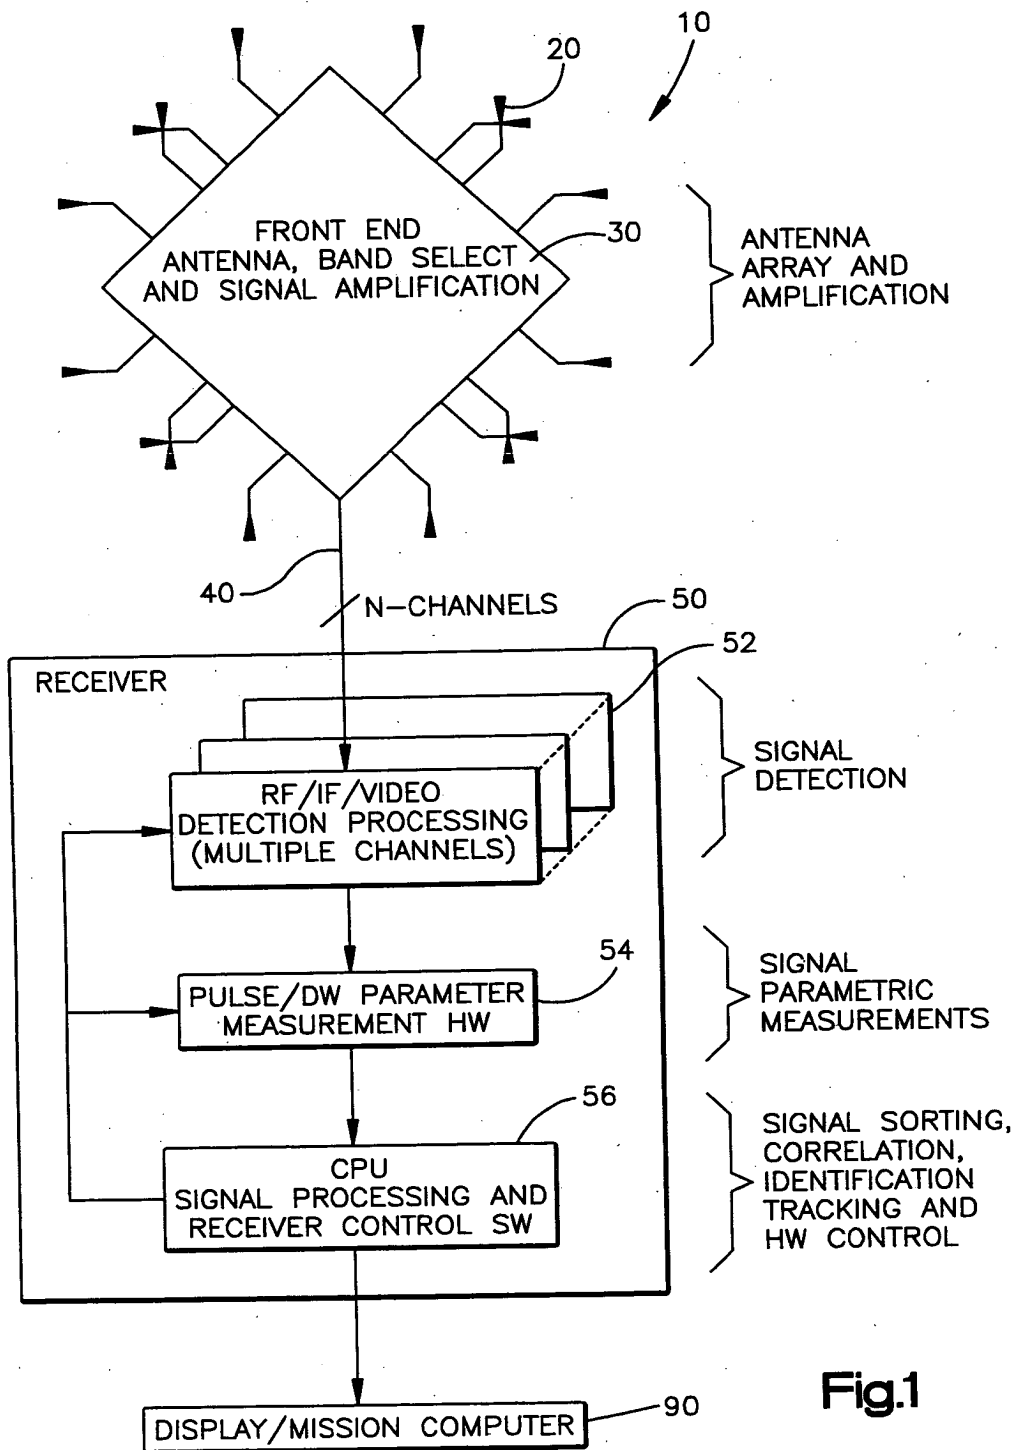 10
20
FRONT END
ANTENNA, BAND SELECT
AND SIGNAL AMPLIFICATION
30
ANTENNA
ARRAY AND
AMPLIFICATION
40
N-CHANNELS
50
52
RECEIVER
RF/IF/VIDEO
DETECTION PROCESSING
(MULTIPLE CHANNELS)
SIGNAL
DETECTION
54
PULSE/DW PARAMETER
MEASUREMENT HW
SIGNAL
PARAMETRIC
MEASUREMENTS
56
CPU
SIGNAL PROCESSING AND
RECEIVER CONTROL SW
SIGNAL SORTING,
CORRELATION,
IDENTIFICATION
TRACKING AND
HW CONTROL
DISPLAY/MISSION COMPUTER
90
Fig.1